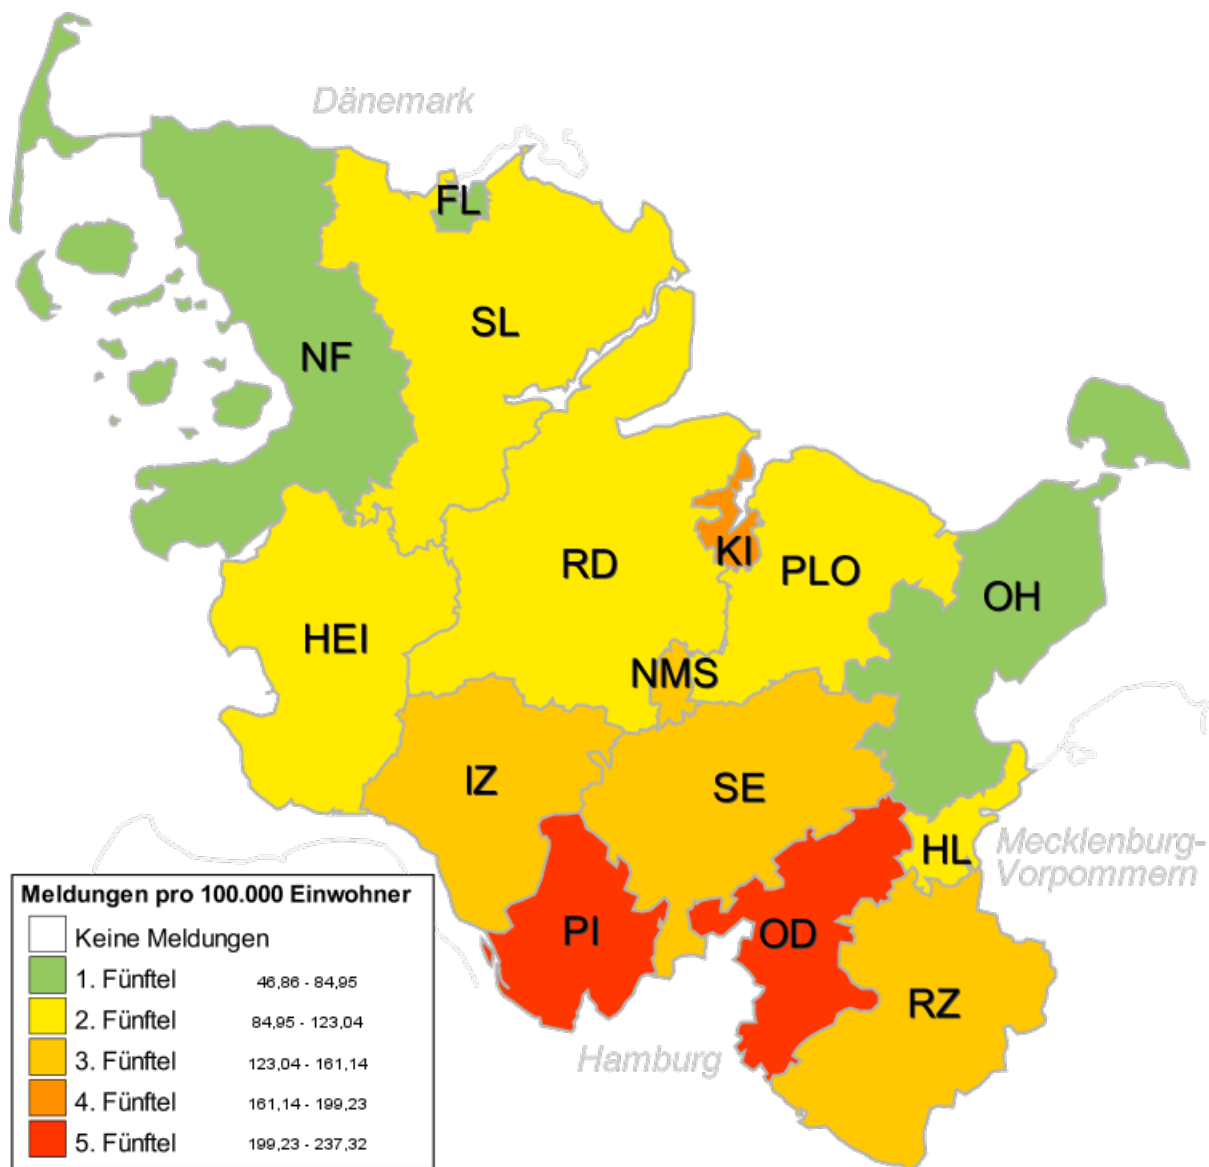 Dänemark
FL
SL
NF
RD
KI
PLO
OH
HEI
NMS
IZ
SE
HL
Mecklenburg-
Vorpommern
PI
OD
RZ
Hamburg
Meldungen pro 100.000 Einwohner
Keine Meldungen
1. Fünftel 46,86 - 84,95
2. Fünftel 84,95 - 123,04
3. Fünftel 123,04 - 161,14
4. Fünftel 161,14 - 199,23
5. Fünftel 199,23 - 237,32